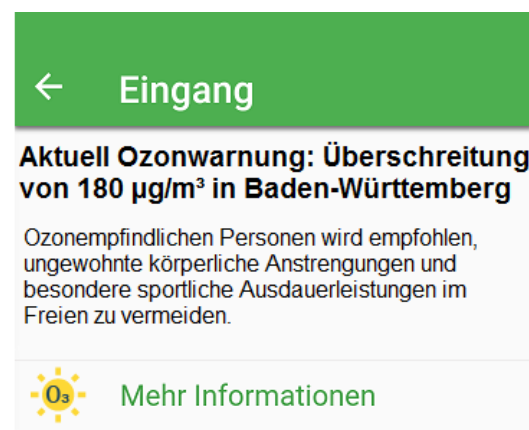 Eingang
Aktuell Ozonwarnung: Überschreitung
von 180 µg/m³ in Baden-Württemberg
Ozonempfindlichen Personen wird empfohlen,
ungewohnte körperliche Anstrengungen und
besondere sportliche Ausdauerleistungen im
Freien zu vermeiden.
O₃ Mehr Informationen